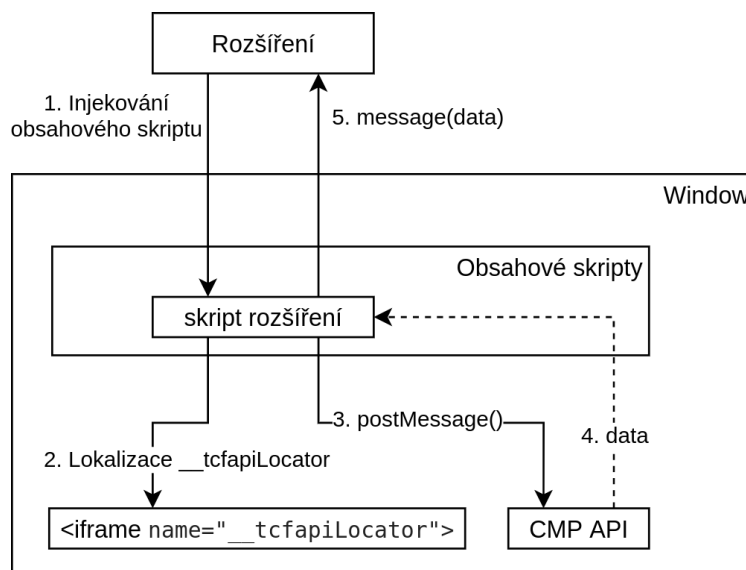 Rozšíření
1. Injekování
obsahového skriptu
5. message(data)
Window
Obsahové skripty
skript rozšíření
3. postMessage()
4. data
2. Lokalizace __tcfapiLocator
<iframe name="__tcfapiLocator">
CMP API